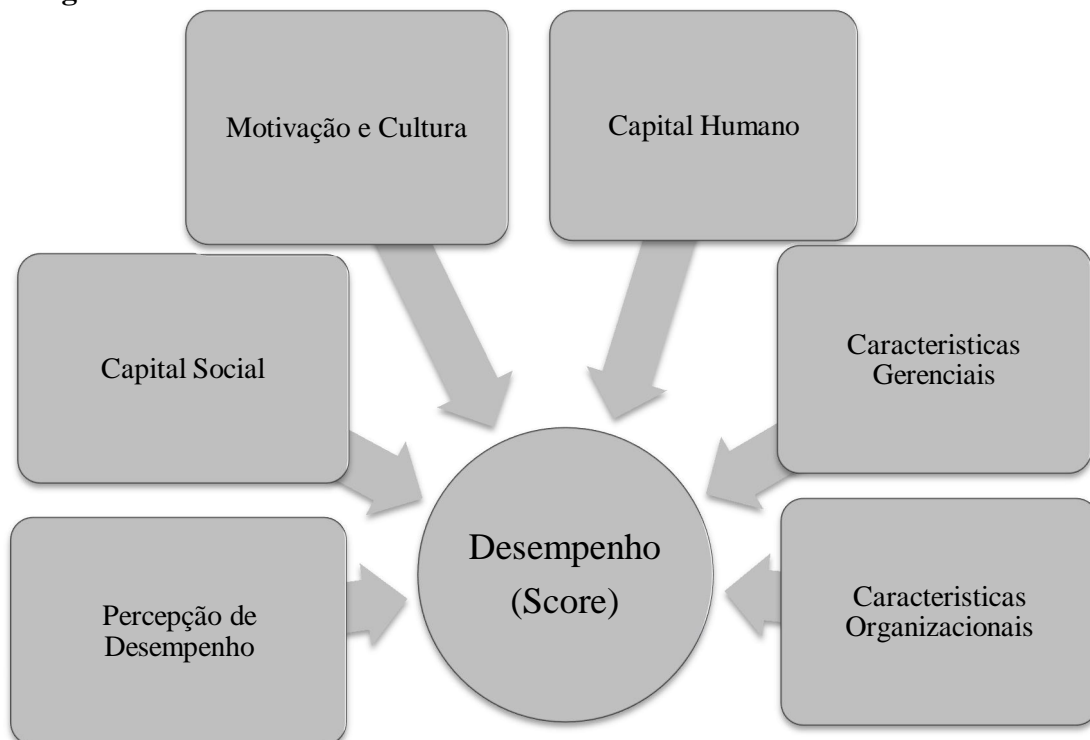 Motivação e Cultura
Capital Humano
Capital Social
Caracteristicas
Gerenciais
Desempenho
(Score)
Percepção de
Desempenho
Caracteristicas
Organizacionais